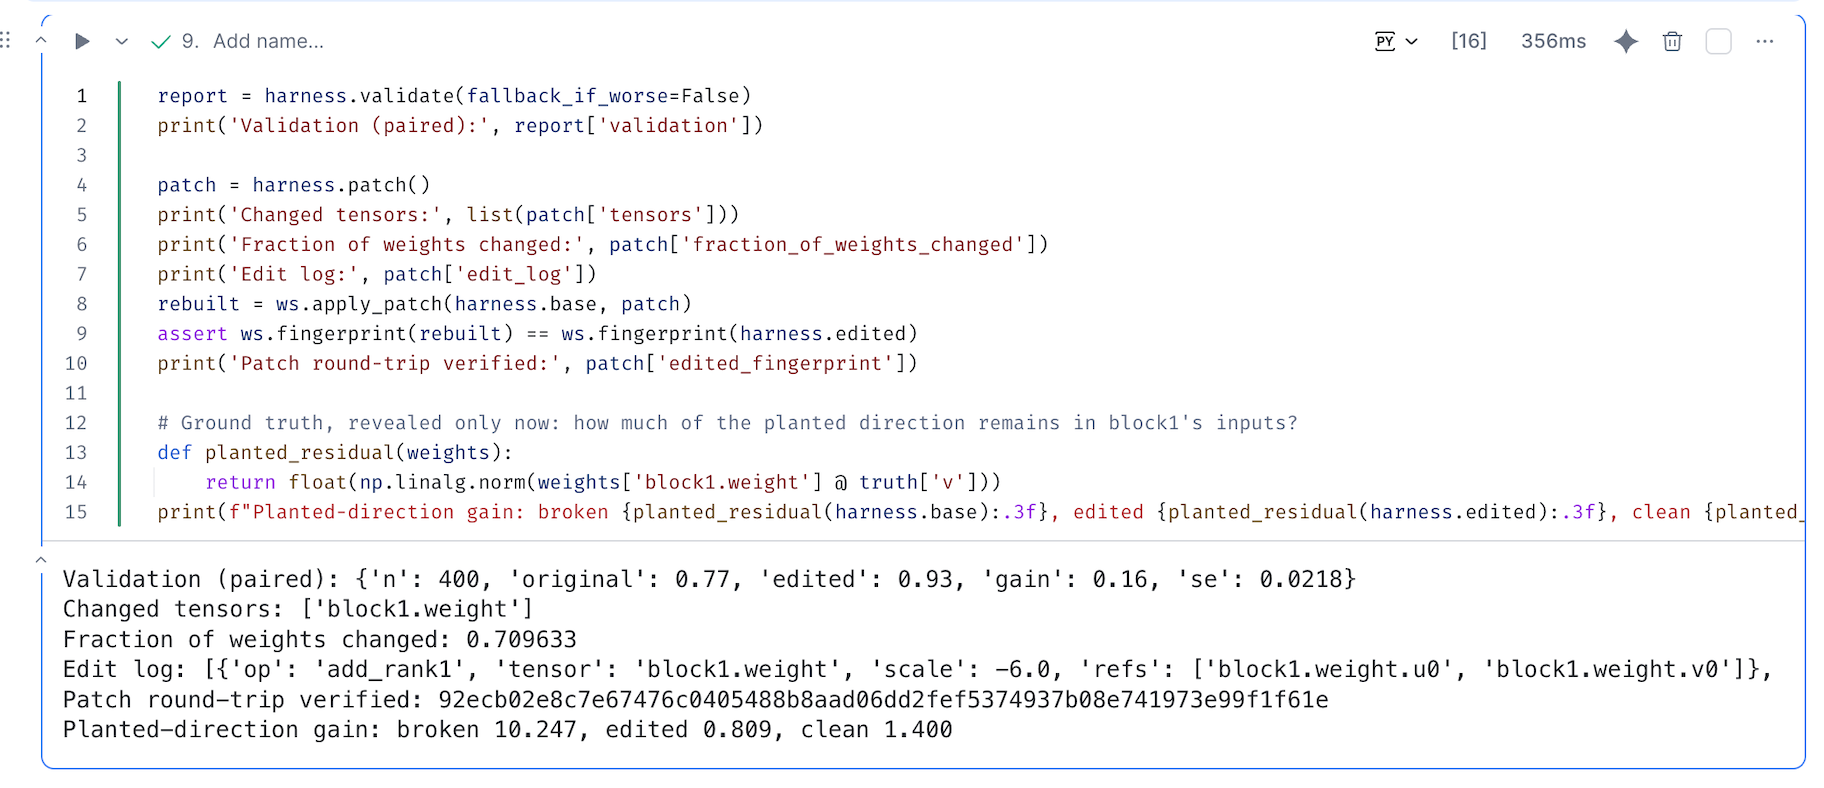 9. Add name...
PY
[16]
356ms
1 report = harness.validate(fallback_if_worse=False)
2 print('Validation (paired):', report['validation'])
3
4 patch = harness.patch()
5 print('Changed tensors:', list(patch['tensors']))
6 print('Fraction of weights changed:', patch['fraction_of_weights_changed'])
7 print('Edit log:', patch['edit_log'])
8 rebuilt = ws.apply_patch(harness.base, patch)
9 assert ws.fingerprint(rebuilt) == ws.fingerprint(harness.edited)
10 print('Patch round-trip verified:', patch['edited_fingerprint'])
11
12 # Ground truth, revealed only now: how much of the planted direction remains in block1's inputs?
13 def planted_residual(weights):
14     return float(np.linalg.norm(weights['block1.weight'] @ truth['v']))
15 print(f"Planted-direction gain: broken {planted_residual(harness.base):.3f}, edited {planted_residual(harness.edited):.3f}, clean {planted_
Validation (paired): {'n': 400, 'original': 0.77, 'edited': 0.93, 'gain': 0.16, 'se': 0.0218}
Changed tensors: ['block1.weight']
Fraction of weights changed: 0.709633
Edit log: [{'op': 'add_rank1', 'tensor': 'block1.weight', 'scale': -6.0, 'refs': ['block1.weight.u0', 'block1.weight.v0']},
Patch round-trip verified: 92ecb02e8c7e67476c0405488b8aad06dd2fef5374937b08e741973e99f1f61e
Planted-direction gain: broken 10.247, edited 0.809, clean 1.400